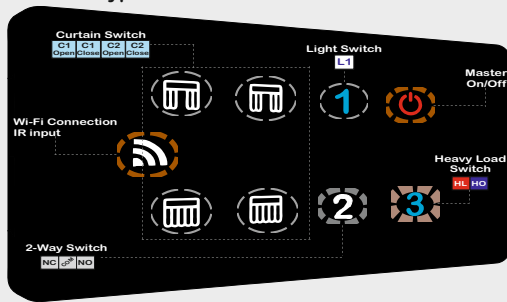 Curtain Switch
C1 Open C1 Close C2 Open C2 Close
Light Switch
L1
1
Master
On/Off
Wi-Fi Connection
IR input
Heavy Load
Switch
HL HO
2
3
2-Way Switch
NC COM NO